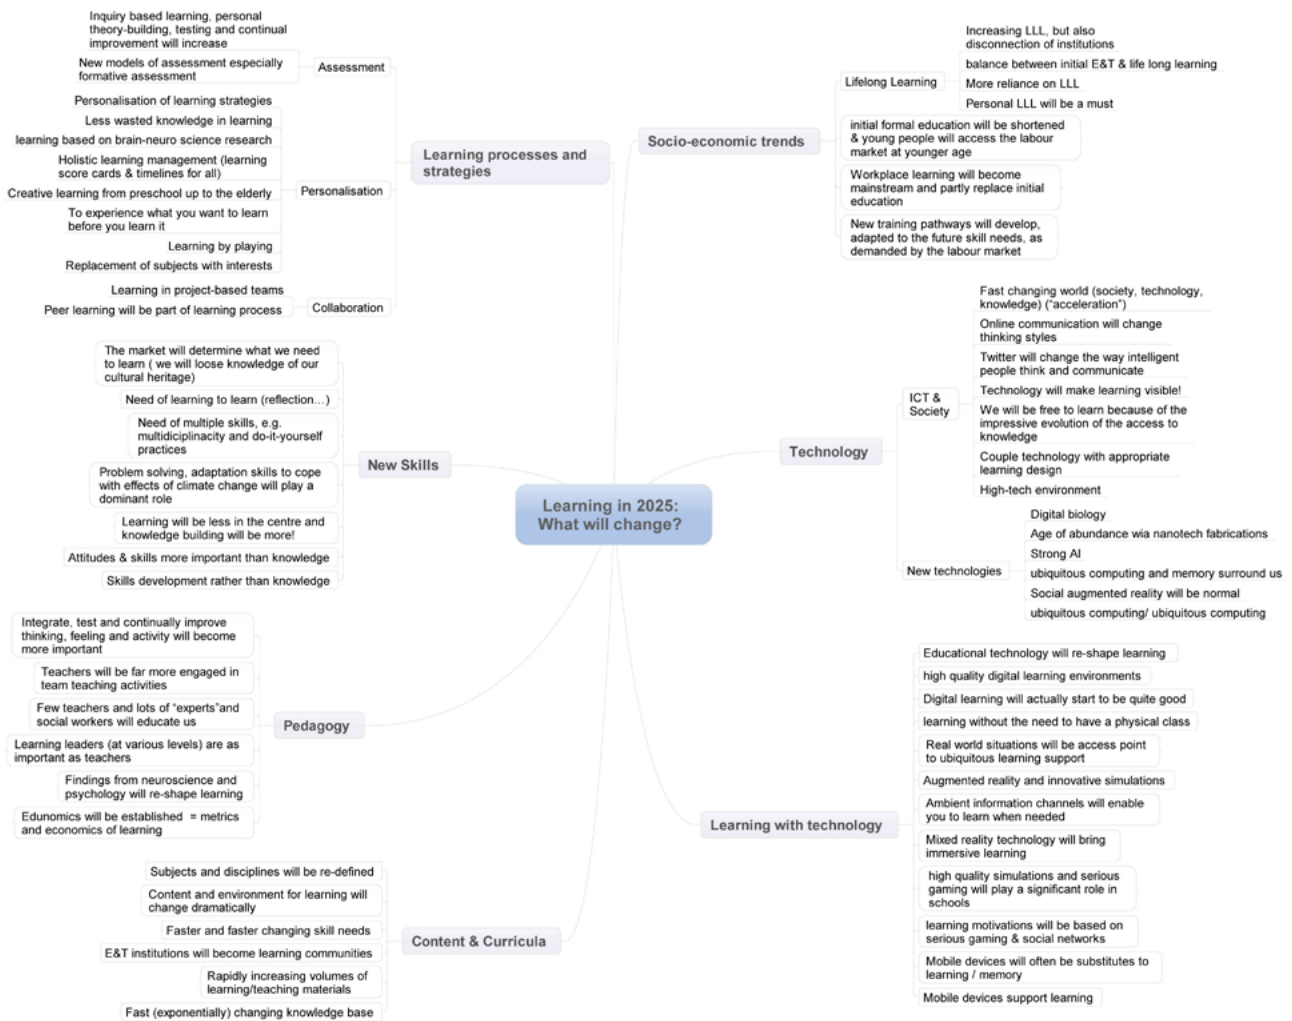 Learning in 2025:
What will change?
Learning processes and
strategies
Assessment
Inquiry based learning, personal
theory-building, testing and continual
improvement will increase
New models of assessment especially
formative assessment
Personalisation
Personalisation of learning strategies
Less wasted knowledge in learning
learning based on brain-neuro science research
Holistic learning management (learning
score cards & timelines for all)
Creative learning from preschool up to the elderly
To experience what you want to learn
before you learn it
Learning by playing
Replacement of subjects with interests
Collaboration
Learning in project-based teams
Peer learning will be part of learning process
New Skills
The market will determine what we need
to learn ( we will loose knowledge of our
cultural heritage)
Need of learning to learn (reflection...)
Need of multiple skills, e.g.
multidiciplinacity and do-it-yourself
practices
Problem solving, adaptation skills to cope
with effects of climate change will play a
dominant role
Learning will be less in the centre and
knowledge building will be more!
Attitudes & skills more important than knowledge
Skills development rather than knowledge
Pedagogy
Integrate, test and continually improve
thinking, feeling and activity will become
more important
Teachers will be far more engaged in
team teaching activities
Few teachers and lots of “experts”and
social workers will educate us
Learning leaders (at various levels) are as
important as teachers
Findings from neuroscience and
psychology will re-shape learning
Edunomics will be established = metrics
and economics of learning
Content & Curricula
Subjects and disciplines will be re-defined
Content and environment for learning will
change dramatically
Faster and faster changing skill needs
E&T institutions will become learning communities
Rapidly increasing volumes of
learning/teaching materials
Fast (exponentially) changing knowledge base
Socio-economic trends
Lifelong Learning
Increasing LLL, but also
disconnection of institutions
balance between initial E&T & life long learning
More reliance on LLL
Personal LLL will be a must
initial formal education will be shortened
& young people will access the labour
market at younger age
Workplace learning will become
mainstream and partly replace initial
education
New training pathways will develop,
adapted to the future skill needs, as
demanded by the labour market
Technology
ICT &
Society
Fast changing world (society, technology,
knowledge) (“acceleration”)
Online communication will change
thinking styles
Twitter will change the way intelligent
people think and communicate
Technology will make learning visible!
We will be free to learn because of the
impressive evolution of the access to
knowledge
Couple technology with appropriate
learning design
High-tech environment
New technologies
Digital biology
Age of abundance wia nanotech fabrications
Strong AI
ubiquitous computing and memory surround us
Social augmented reality will be normal
ubiquitous computing/ ubiquitous computing
Learning with technology
Educational technology will re-shape learning
high quality digital learning environments
Digital learning will actually start to be quite good
learning without the need to have a physical class
Real world situations will be access point
to ubiquitous learning support
Augmented reality and innovative simulations
Ambient information channels will enable
you to learn when needed
Mixed reality technology will bring
immersive learning
high quality simulations and serious
gaming will play a significant role in
schools
learning motivations will be based on
serious gaming & social networks
Mobile devices will often be substitutes to
learning / memory
Mobile devices support learning